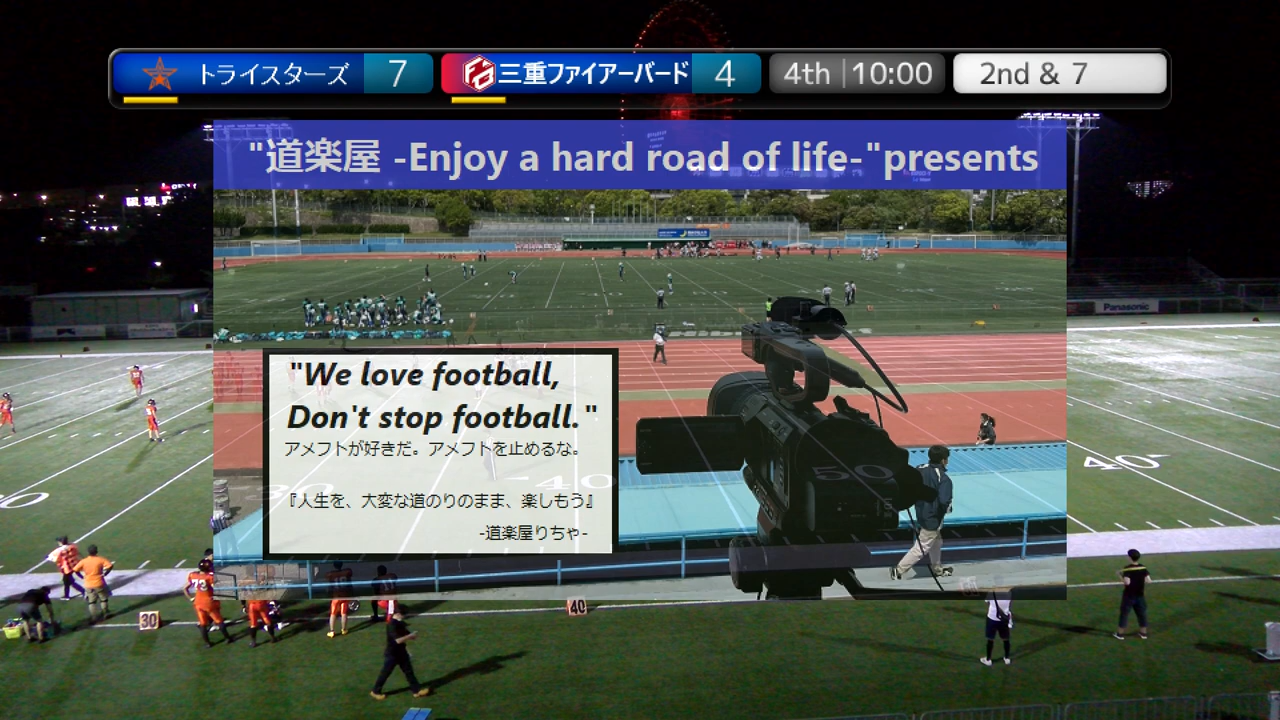 トライスターズ 7 三重ファイアーバード 4 4th 10:00 2nd & 7
"道楽屋 -Enjoy a hard road of life-"presents
"We love football,
Don't stop football."
アメフトが好きだ。アメフトを止めるな。
『人生を、大変な道のりのまま、楽しもう』
-道楽屋りちゃ-
Panasonic
50
40
73
30
40